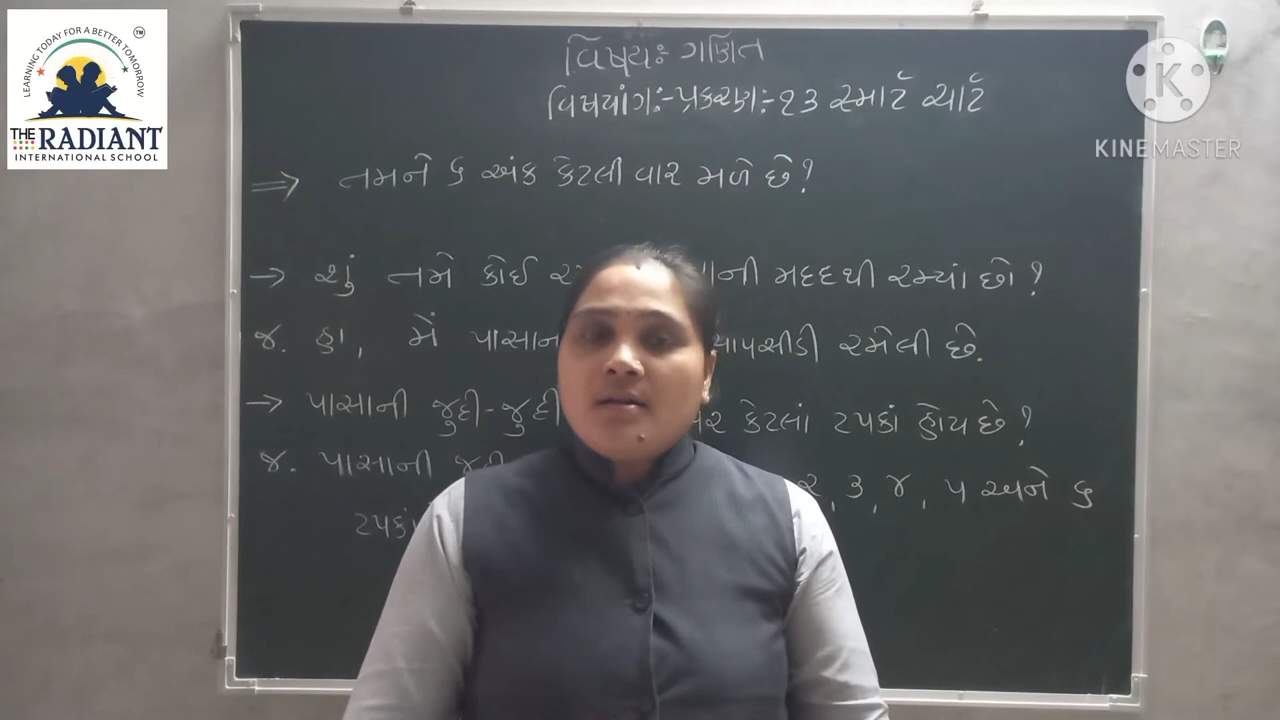 LEARNING TODAY FOR A BETTER TOMORROW
TM
THE RADIANT
INTERNATIONAL SCHOOL
KINEMASTER
વિષયઃ ગણિત
વિષયાંગઃ- પ્રકરણઃ- ૧૩ સ્માર્ટ ચાર્ટ
⇒ તમને ૬ અંક કેટલી વાર મળે છે?
→ શું તમે કોઈ મદદથી રમ્યાં છો?
જ. હા, મેં સાપસીડી રમેલી છે.
→ પાસાની જુદી-જુદી કેટલાં ટપકાં હોય છે?
જ. પાસાની ૨, ૩, ૪, ૫ અને ૬
ટપકાં